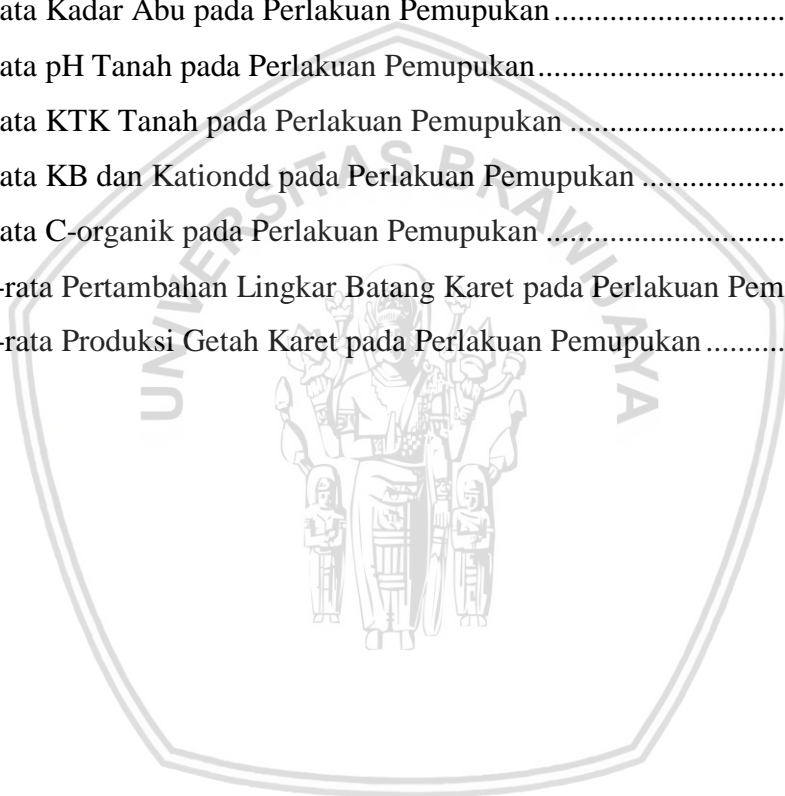 ata Kadar Abu pada Perlakuan Pemupukan..............................
ata pH Tanah pada Perlakuan Pemupukan................................
ata KTK Tanah pada Perlakuan Pemupukan ...........................
ata KB dan Kationdd pada Perlakuan Pemupukan ..................
ata C-organik pada Perlakuan Pemupukan ..............................
-rata Pertambahan Lingkar Batang Karet pada Perlakuan Pem
-rata Produksi Getah Karet pada Perlakuan Pemupukan..........
UNIVERSITAS BRAWIJAYA